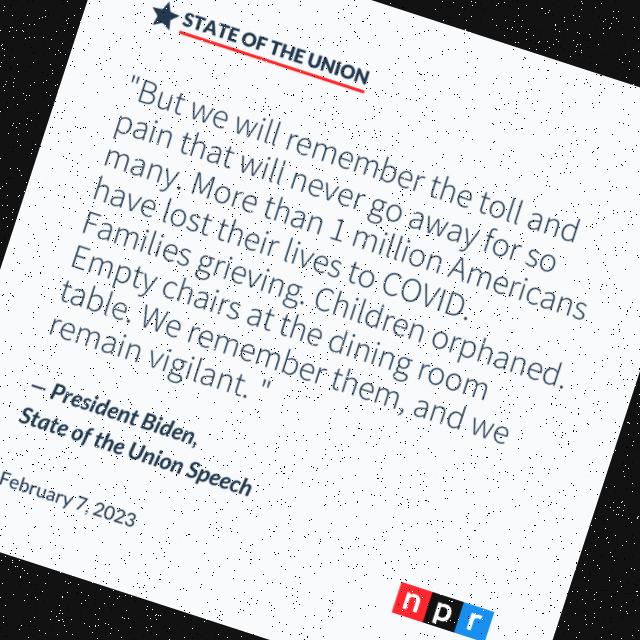 STATE OF THE UNION
"But we will remember the toll and
pain that will never go away for so
many. More than 1 million Americans
have lost their lives to COVID.
Families grieving. Children orphaned.
Empty chairs at the dining room
table. We remember them, and we
remain vigilant. "
— President Biden,
State of the Union Speech
February 7, 2023
npr